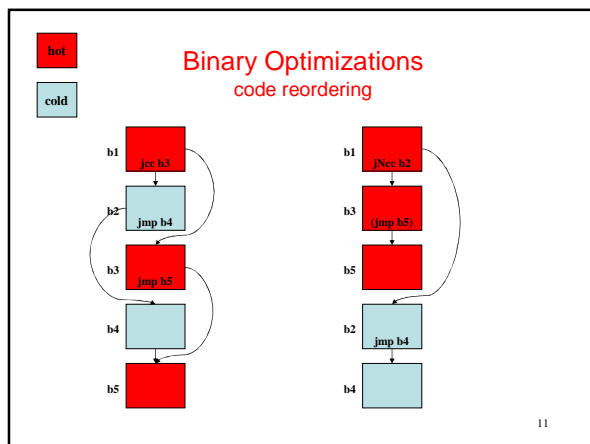 hot
cold
Binary Optimizations
code reordering
b1
jcc b3
b2
jmp b4
b3
jmp b5
b4
b5
b1
jNcc b2
b3
(jmp b5)
b5
b2
jmp b4
b4
11